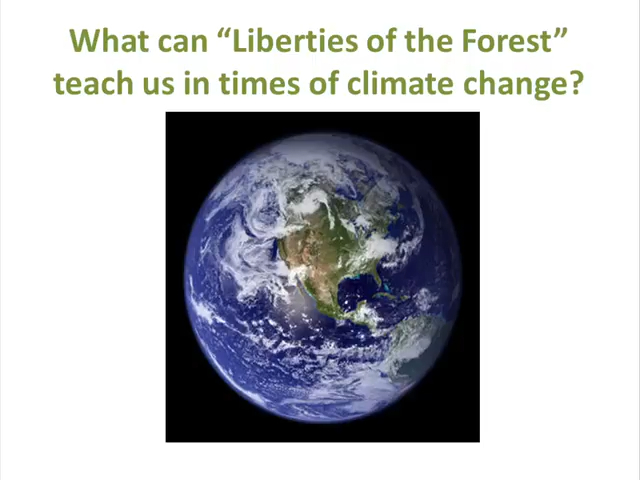 What can “Liberties of the Forest”
teach us in times of climate change?